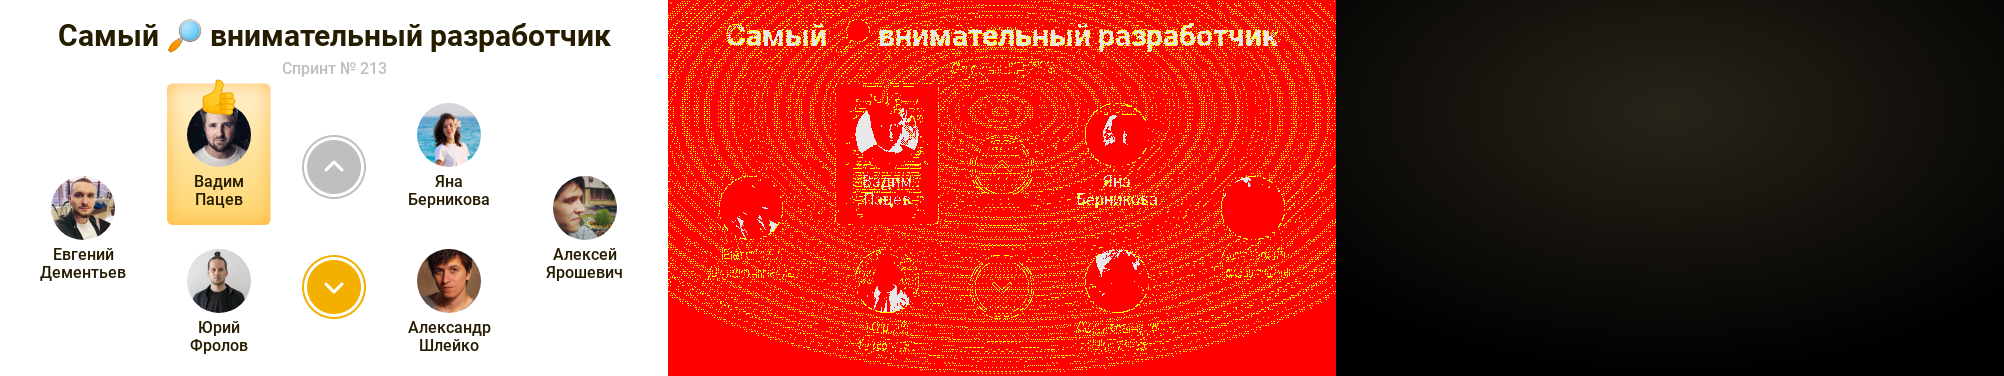 Самый 🔎 внимательный разработчик
Спринт № 213
Вадим
Пацев
Яна
Берникова
Евгений
Дементьев
Алексей
Ярошевич
Юрий
Фролов
Александр
Шлейко
Самый внимательный разработчик
Вадим
Пацев
Яна
Берникова